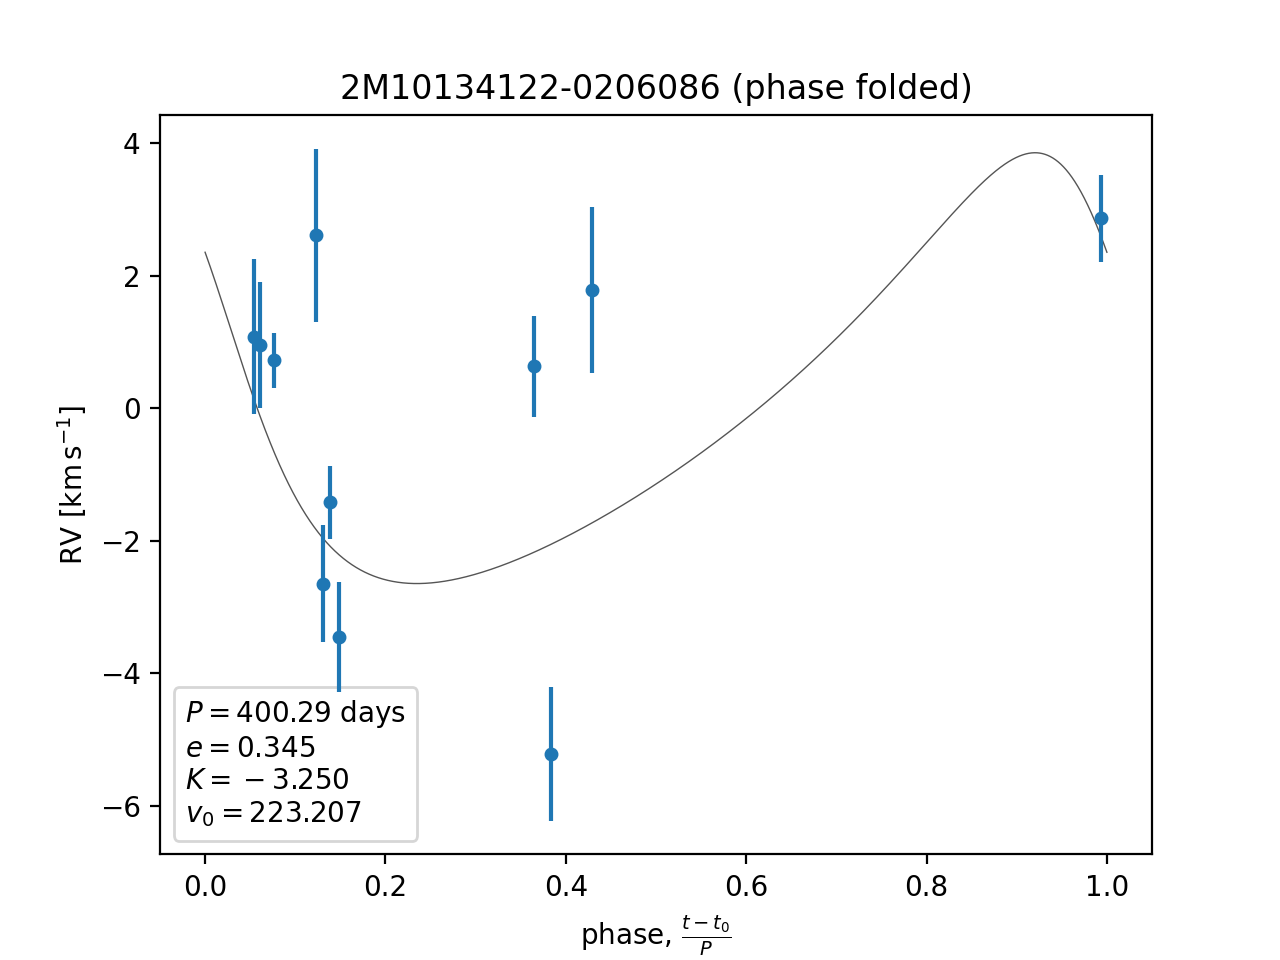 2M10134122-0206086 (phase folded)
4
2
0
−2
−4
−6
RV [km s⁻¹]
P = 400.29 days
e = 0.345
K = −3.250
v₀ = 223.207
0.0 0.2 0.4 0.6 0.8 1.0
phase, (t − t₀)/P